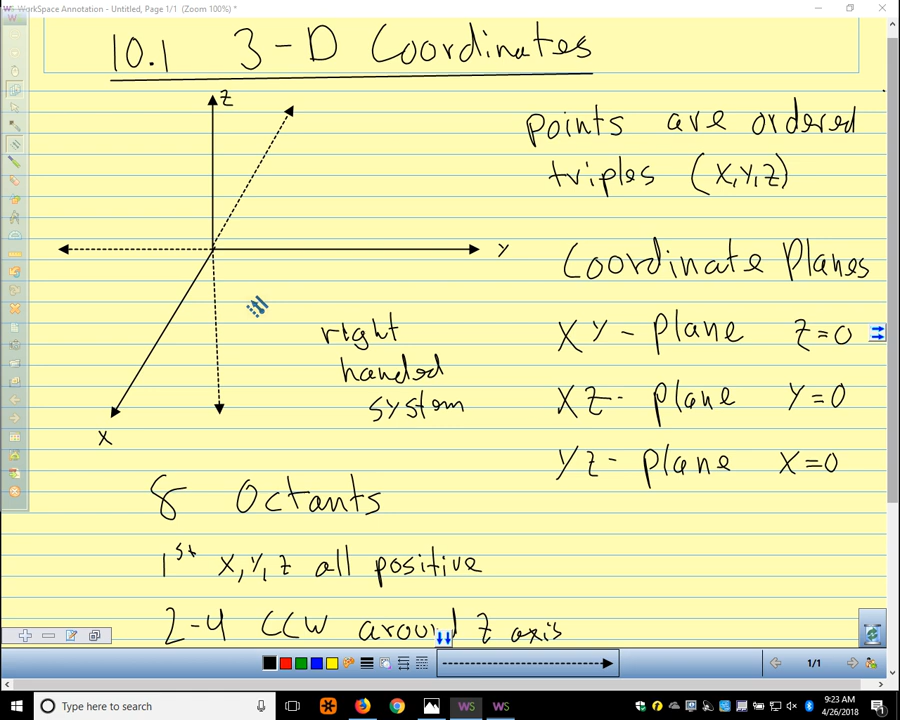 WorkSpace Annotation - Untitled, Page 1/1 (Zoom 100%) *
10.1 3-D Coordinates
z
y
x
right
handed
system
points are ordered
triples (x,y,z)
Coordinate Planes
xy-plane z=0
xz-plane y=0
yz-plane x=0
8 Octants
1st x,y,z all positive
2-4 CCW around z axis
1/1
Type here to search
WS
WS
9:23 AM
4/26/2018